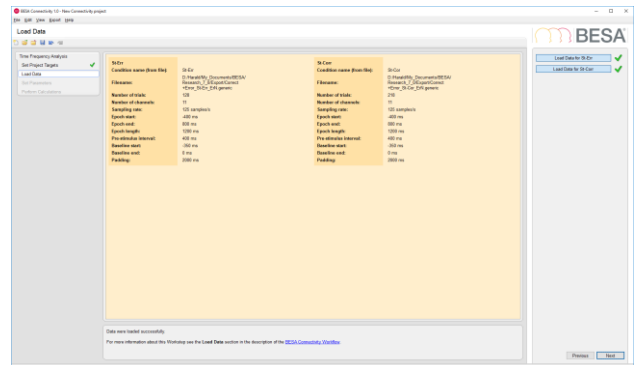 BESA Connectivity 1.0 - New Connectivity project
File Edit View Export Help
Load Data
BESA
Time Frequency Analysis
Set Project Targets
Load Data
Set Parameters
Perform Calculations
St-Err
Condition name (from file): St-Err
Filename:
Number of trials: 128
Number of channels: 11
Sampling rate: 125 samples/s
Epoch start: -400 ms
Epoch end: 800 ms
Epoch length: 1200 ms
Pre-stimulus interval: 400 ms
Baseline start: -350 ms
Baseline end: 0 ms
Padding: 2000 ms
St-Corr
Condition name (from file): St-Corr
Filename:
Number of trials: 218
Number of channels: 11
Sampling rate: 125 samples/s
Epoch start: -400 ms
Epoch end: 800 ms
Epoch length: 1200 ms
Pre-stimulus interval: 400 ms
Baseline start: -350 ms
Baseline end: 0 ms
Padding: 2000 ms
Load Data for St-Err
Load Data for St-Corr
Data were loaded successfully.
For more information about this Workstep see the Load Data section in the description of the BESA Connectivity Workflow.
Previous Next